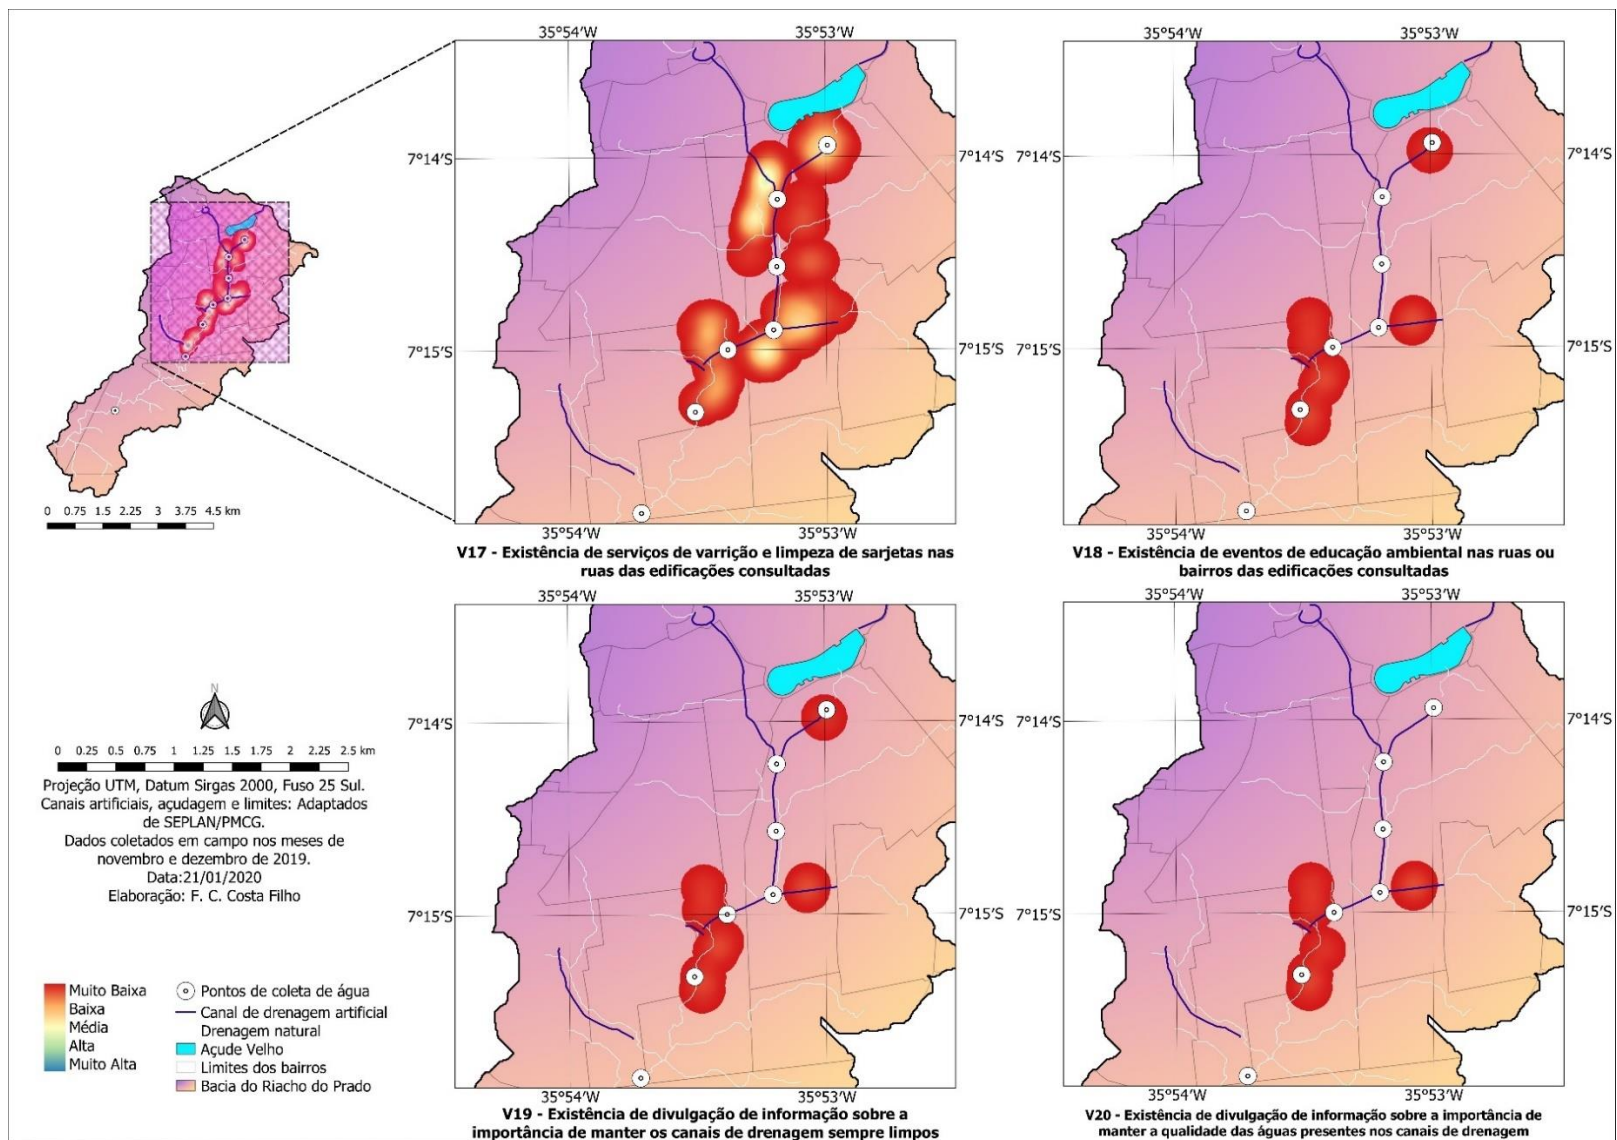 35°54'W
35°53'W
35°54'W
35°53'W
7°14'S
7°14'S
7°14'S
7°15'S
7°15'S
7°15'S
35°54'W
35°53'W
35°54'W
35°53'W
V17 - Existência de serviços de varrição e limpeza de sarjetas nas
ruas das edificações consultadas
V18 - Existência de eventos de educação ambiental nas ruas ou
bairros das edificações consultadas
0 0.75 1.5 2.25 3 3.75 4.5 km
35°54'W
35°53'W
35°54'W
35°53'W
7°14'S
7°14'S
7°14'S
7°15'S
7°15'S
7°15'S
35°54'W
35°53'W
35°54'W
35°53'W
V19 - Existência de divulgação de informação sobre a
importância de manter os canais de drenagem sempre limpos
V20 - Existência de divulgação de informação sobre a importância de
manter a qualidade das águas presentes nos canais de drenagem
N
0 0.25 0.5 0.75 1 1.25 1.5 1.75 2 2.25 2.5 km
Projeção UTM, Datum Sirgas 2000, Fuso 25 Sul.
Canais artificiais, açudagem e limites: Adaptados
de SEPLAN/PMCG.
Dados coletados em campo nos meses de
novembro e dezembro de 2019.
Data:21/01/2020
Elaboração: F. C. Costa Filho
Muito Baixa
Baixa
Média
Alta
Muito Alta
Pontos de coleta de água
Canal de drenagem artificial
Drenagem natural
Açude Velho
Limites dos bairros
Bacia do Riacho do Prado